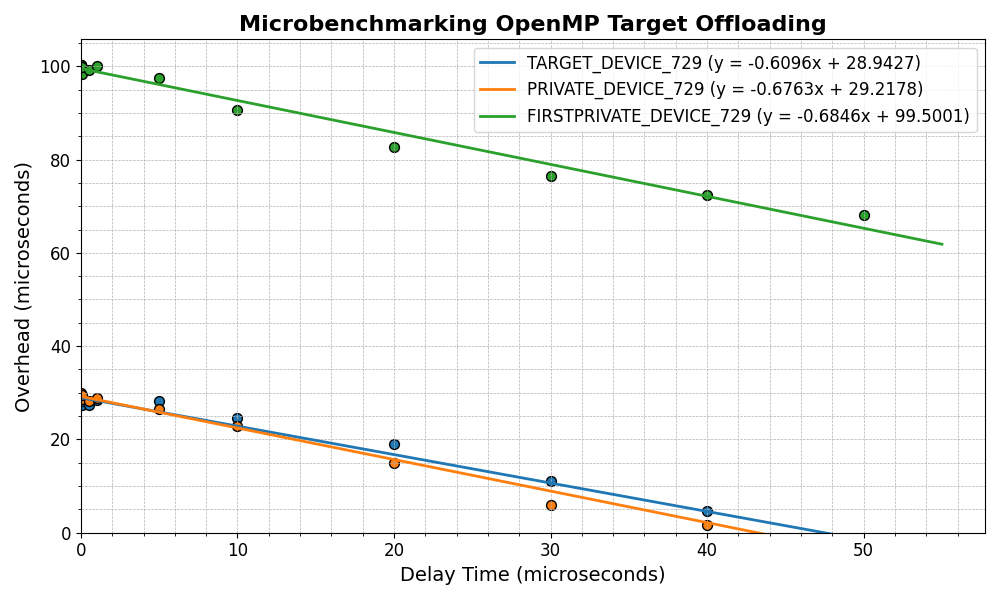 Microbenchmarking OpenMP Target Offloading
TARGET_DEVICE_729 (y = -0.6096x + 28.9427)
PRIVATE_DEVICE_729 (y = -0.6763x + 29.2178)
FIRSTPRIVATE_DEVICE_729 (y = -0.6846x + 99.5001)
Overhead (microseconds)
100
80
60
40
20
0
0 10 20 30 40 50
Delay Time (microseconds)